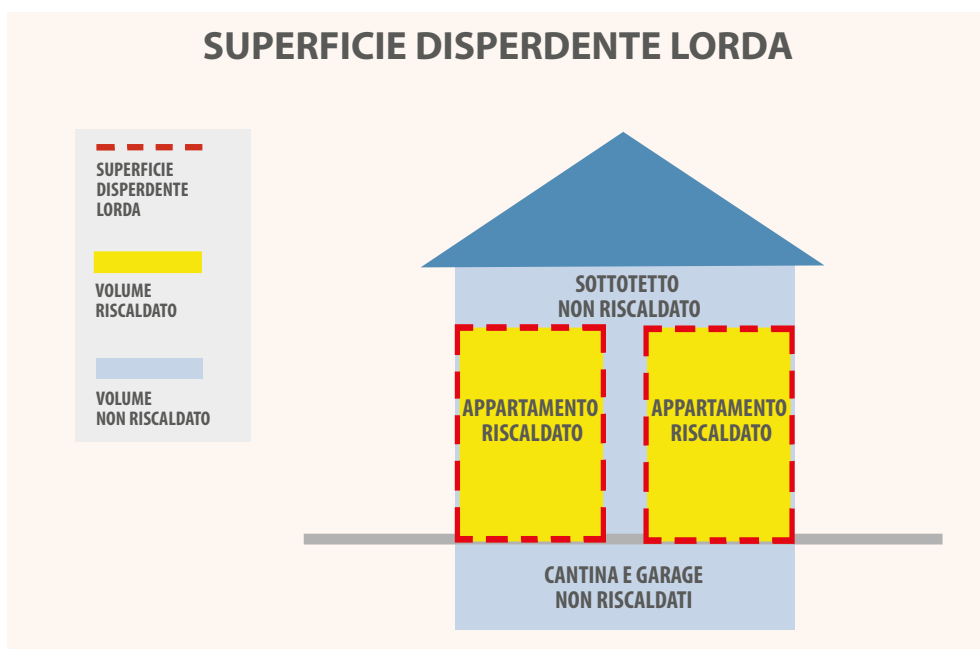 SUPERFICIE DISPERDENTE LORDA
SUPERFICIE
DISPERDENTE
LORDA
VOLUME
RISCALDATO
VOLUME
NON RISCALDATO
SOTTOTETTO
NON RISCALDATO
APPARTAMENTO
RISCALDATO
APPARTAMENTO
RISCALDATO
CANTINA E GARAGE
NON RISCALDATI